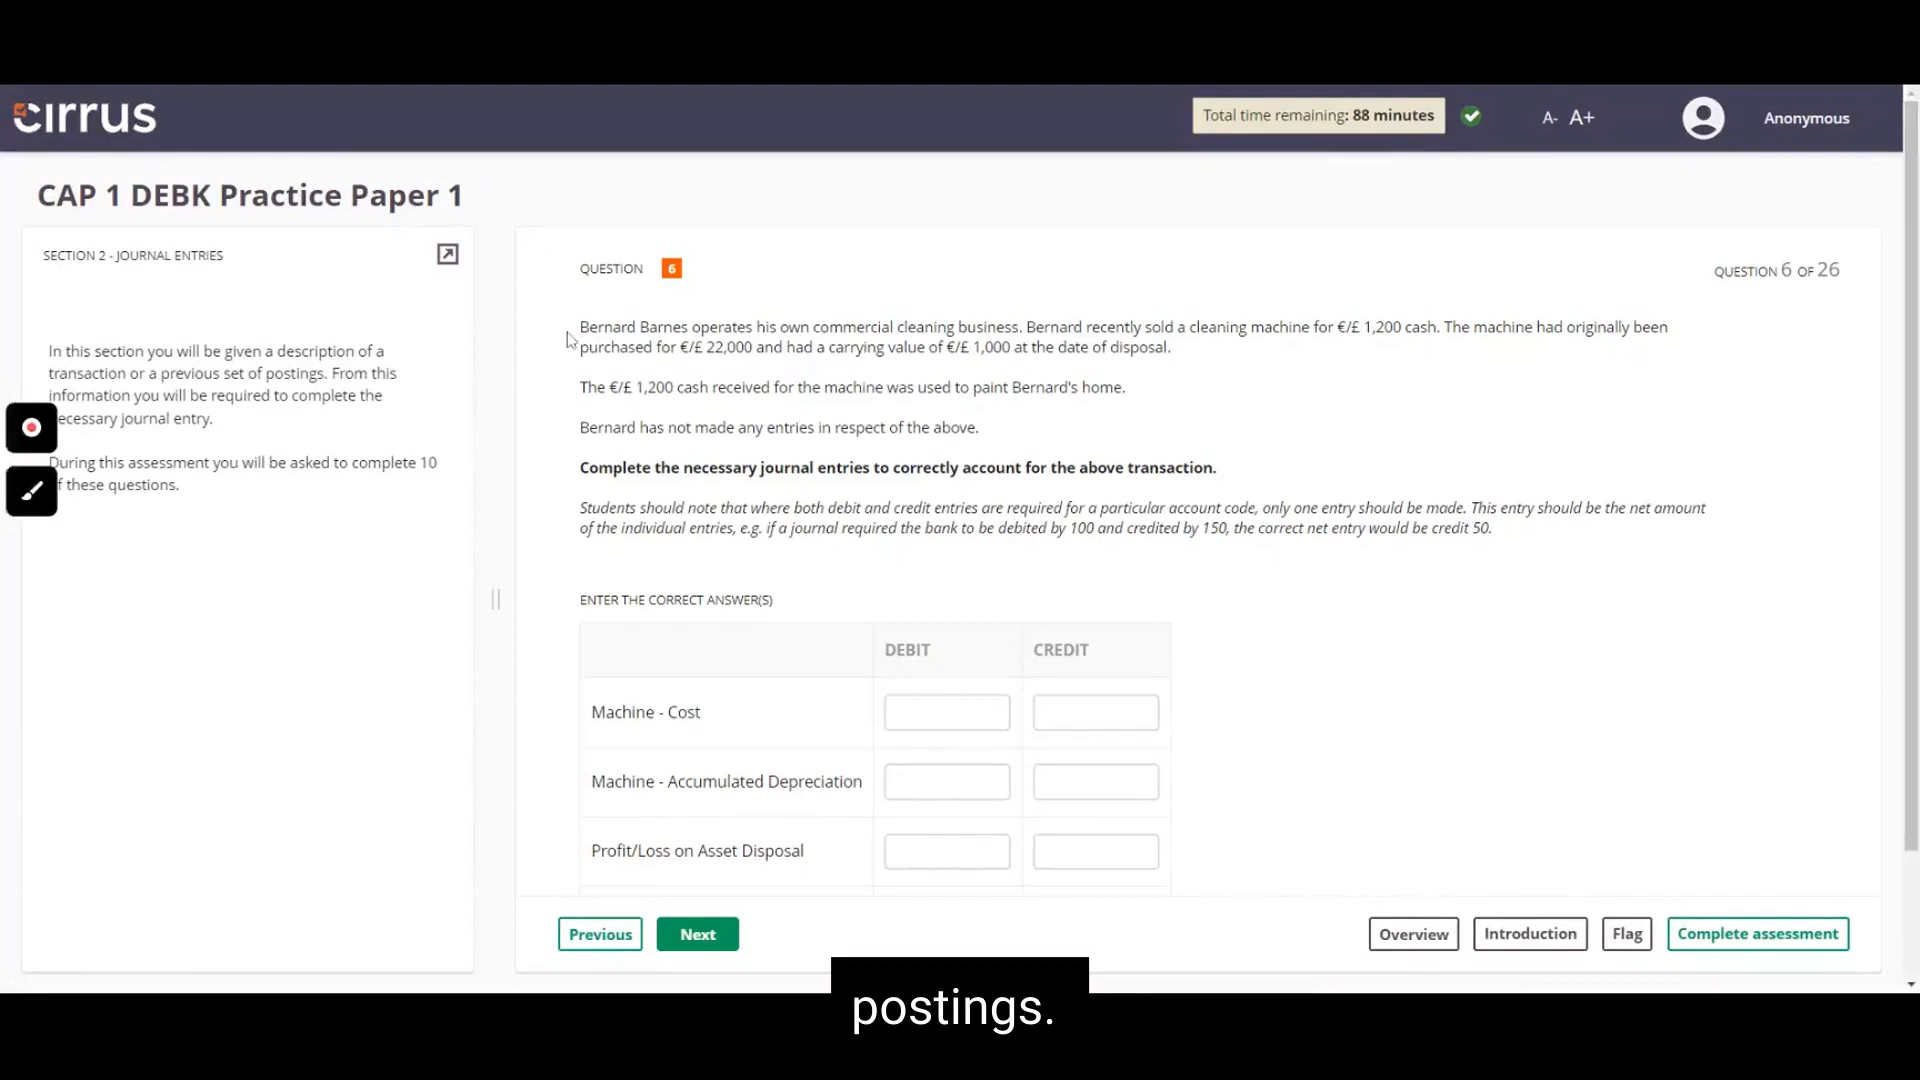 cirrus
Total time remaining: 88 minutes
A- A+
Anonymous
CAP 1 DEBK Practice Paper 1
SECTION 2 - JOURNAL ENTRIES
In this section you will be given a description of a
transaction or a previous set of postings. From this
information you will be required to complete the
ecessary journal entry.
During this assessment you will be asked to complete 10
f these questions.
QUESTION 6
QUESTION 6 OF 26
Bernard Barnes operates his own commercial cleaning business. Bernard recently sold a cleaning machine for €/£ 1,200 cash. The machine had originally been
purchased for €/£ 22,000 and had a carrying value of €/£ 1,000 at the date of disposal.
The €/£ 1,200 cash received for the machine was used to paint Bernard's home.
Bernard has not made any entries in respect of the above.
Complete the necessary journal entries to correctly account for the above transaction.
Students should note that where both debit and credit entries are required for a particular account code, only one entry should be made. This entry should be the net amount
of the individual entries, e.g. if a journal required the bank to be debited by 100 and credited by 150, the correct net entry would be credit 50.
ENTER THE CORRECT ANSWER(S)
DEBIT CREDIT
Machine - Cost
Machine - Accumulated Depreciation
Profit/Loss on Asset Disposal
Previous Next Overview Introduction Flag Complete assessment
postings.